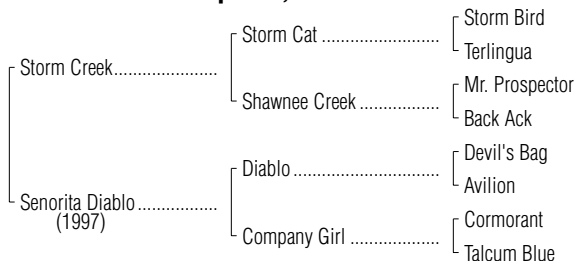 Storm Bird
Storm Cat ..............................
Terlingua
Storm Creek..........................
Mr. Prospector
Shawnee Creek .....................
Back Ack
Devil's Bag
Diablo.....................................
Avilion
Senorita Diablo ....................
(1997)
Cormorant
Company Girl .......................
Talcum Blue